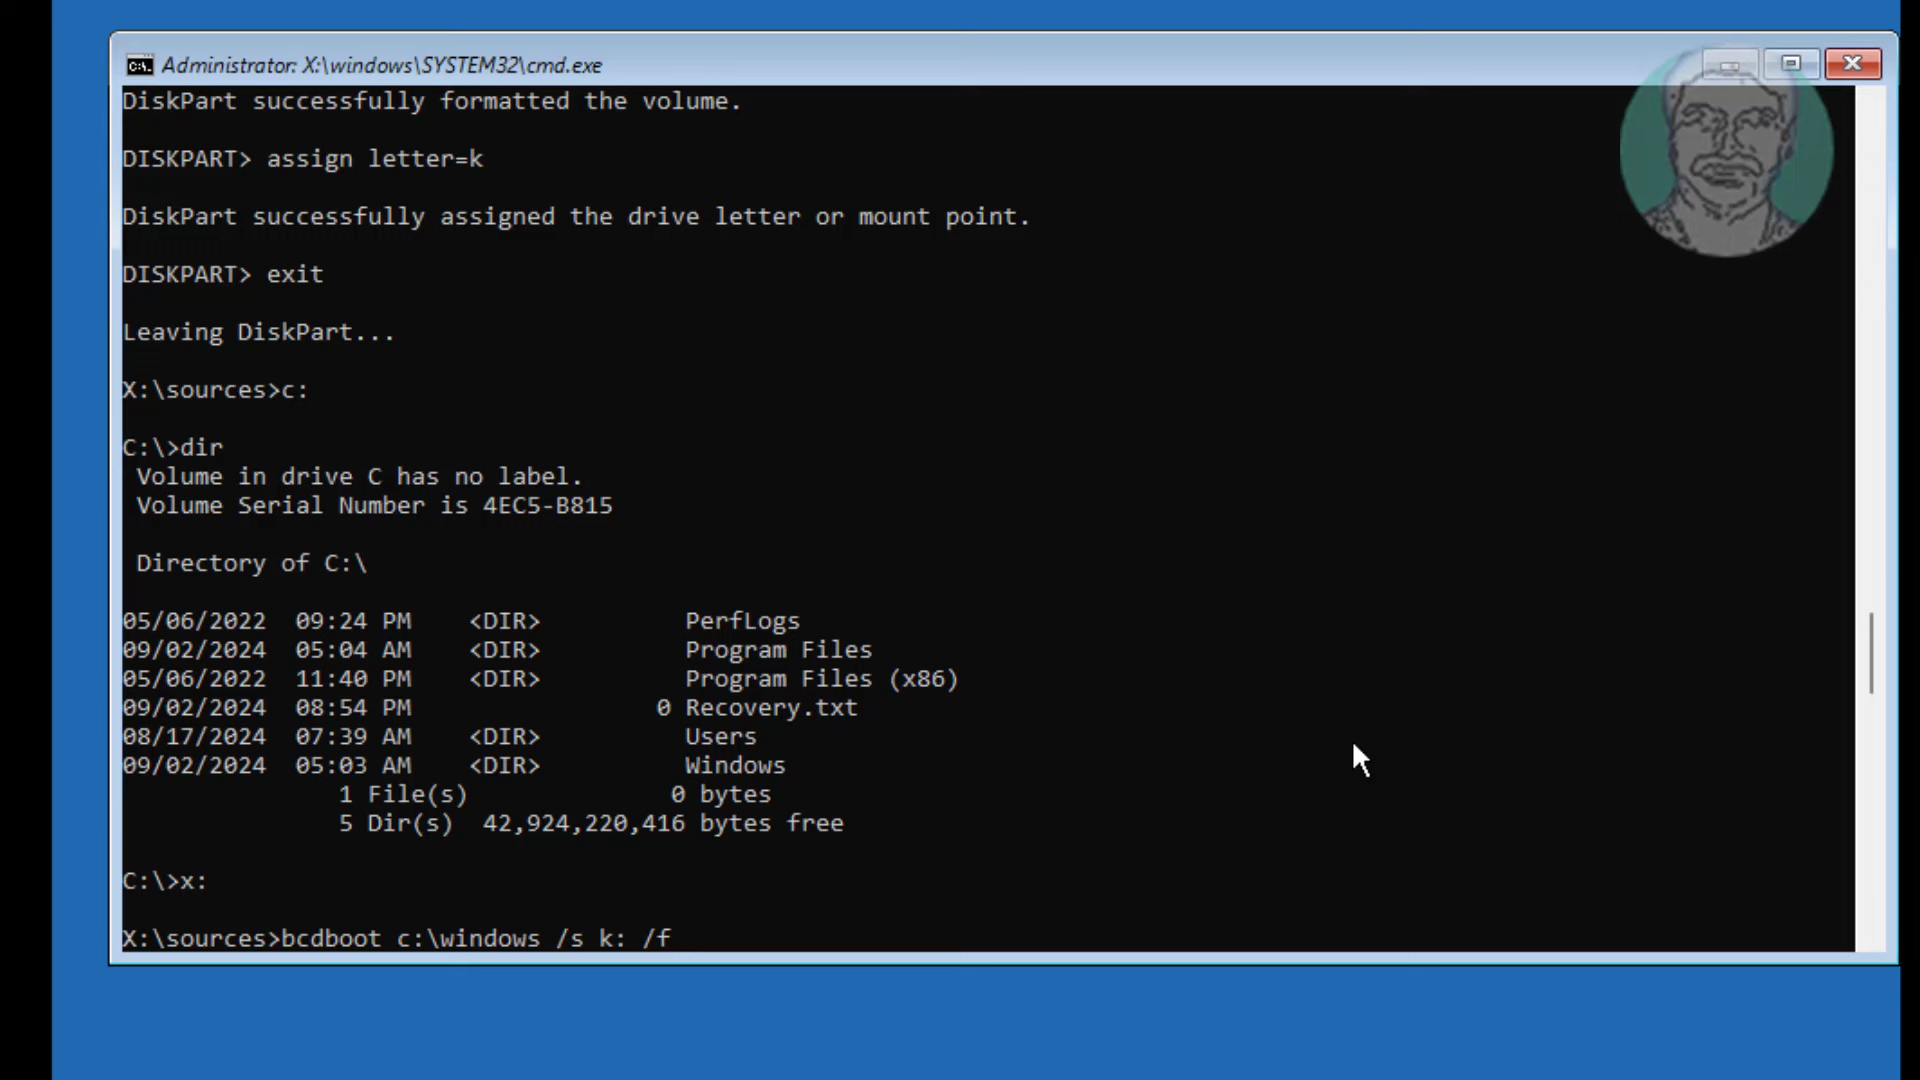 Administrator: X:\windows\SYSTEM32\cmd.exe
DiskPart successfully formatted the volume.
DISKPART> assign letter=k
DiskPart successfully assigned the drive letter or mount point.
DISKPART> exit
Leaving DiskPart...
X:\sources>c:
C:\>dir
Volume in drive C has no label.
Volume Serial Number is 4EC5-B815
Directory of C:\
05/06/2022  09:24 PM    <DIR>          PerfLogs
09/02/2024  05:04 AM    <DIR>          Program Files
05/06/2022  11:40 PM    <DIR>          Program Files (x86)
09/02/2024  08:54 PM                 0 Recovery.txt
08/17/2024  07:39 AM    <DIR>          Users
09/02/2024  05:03 AM    <DIR>          Windows
1 File(s)              0 bytes
5 Dir(s)  42,924,220,416 bytes free
C:\>x:
X:\sources>bcdboot c:\windows /s k: /f